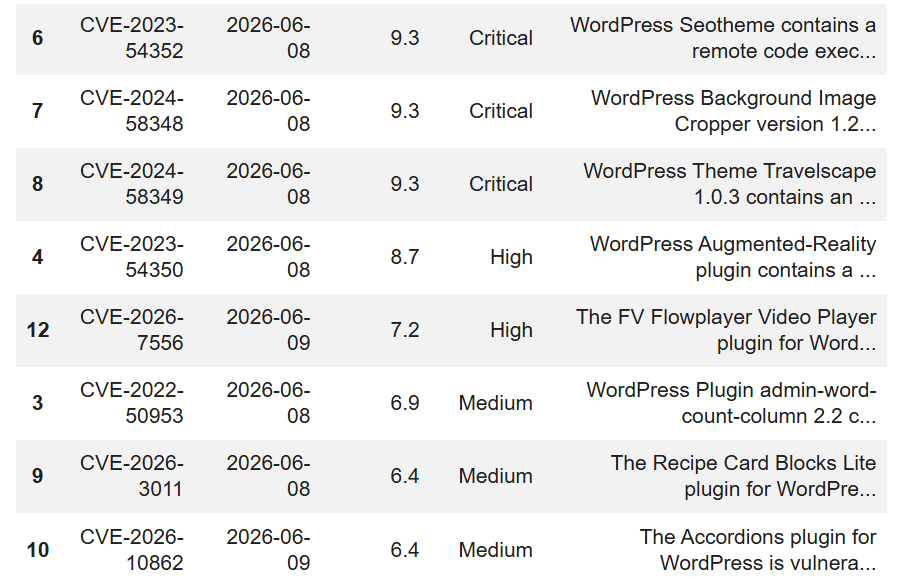 6 CVE-2023- 2026-06- 9.3 Critical WordPress Seotheme contains a
54352 08 remote code exec...
7 CVE-2024- 2026-06- 9.3 Critical WordPress Background Image
58348 08 Cropper version 1.2...
8 CVE-2024- 2026-06- 9.3 Critical WordPress Theme Travelscape
58349 08 1.0.3 contains an ...
4 CVE-2023- 2026-06- 8.7 High WordPress Augmented-Reality
54350 08 plugin contains a ...
12 CVE-2026- 2026-06- 7.2 High The FV Flowplayer Video Player
7556 09 plugin for Word...
3 CVE-2022- 2026-06- 6.9 Medium WordPress Plugin admin-word-
50953 08 count-column 2.2 c...
9 CVE-2026- 2026-06- 6.4 Medium The Recipe Card Blocks Lite
3011 08 plugin for WordPre...
10 CVE-2026- 2026-06- 6.4 Medium The Accordions plugin for
10862 09 WordPress is vulnera...